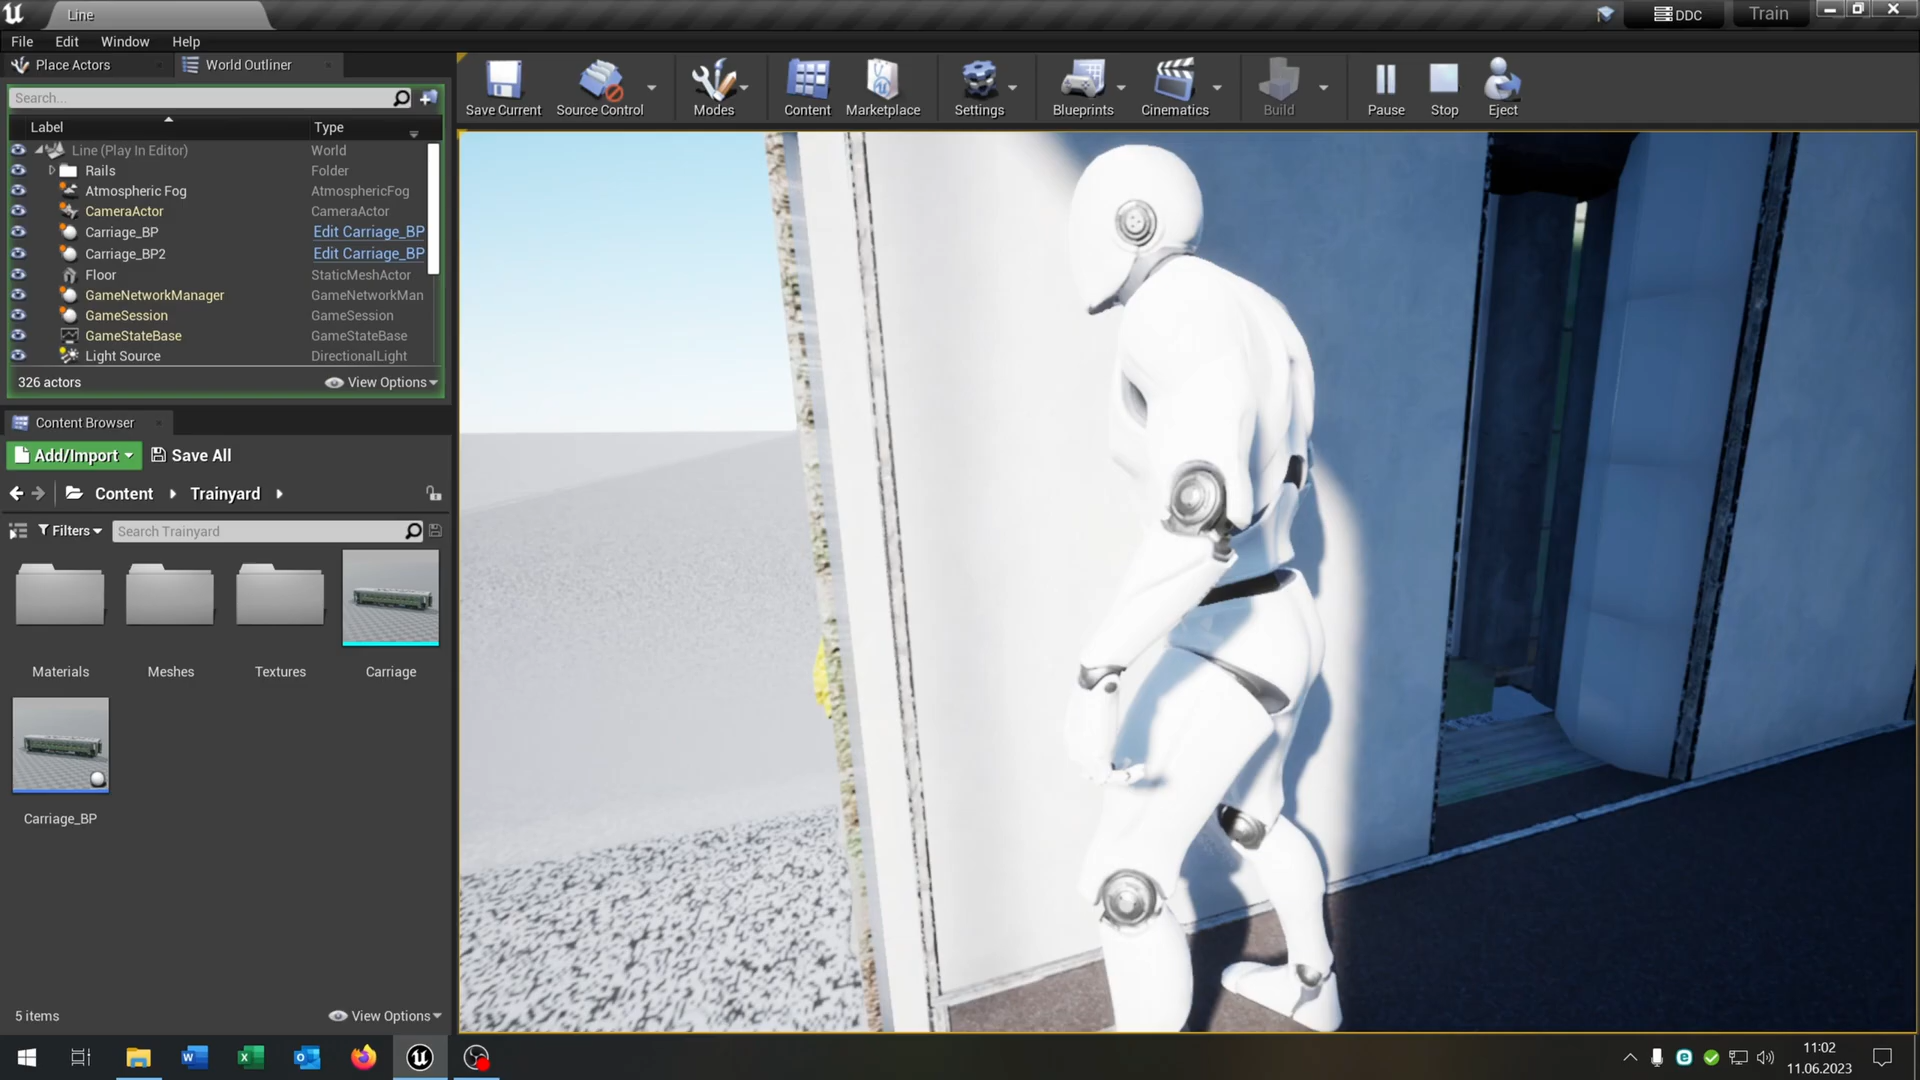 Line
DDC
Train
File Edit Window Help
Place Actors
World Outliner
Search...
Label Type
Line (Play In Editor) World
Rails Folder
Atmospheric Fog AtmosphericFog
CameraActor CameraActor
Carriage_BP Edit Carriage_BP
Carriage_BP2 Edit Carriage_BP
Floor StaticMeshActor
GameNetworkManager GameNetworkMan
GameSession GameSession
GameStateBase GameStateBase
Light Source DirectionalLight
326 actors View Options
Save Current Source Control Modes Content Marketplace Settings Blueprints Cinematics Build Pause Stop Eject
Content Browser
Add/Import Save All
Content Trainyard
Filters Search Trainyard
Materials Meshes Textures Carriage
Carriage_BP
5 items View Options
11:02
11.06.2023